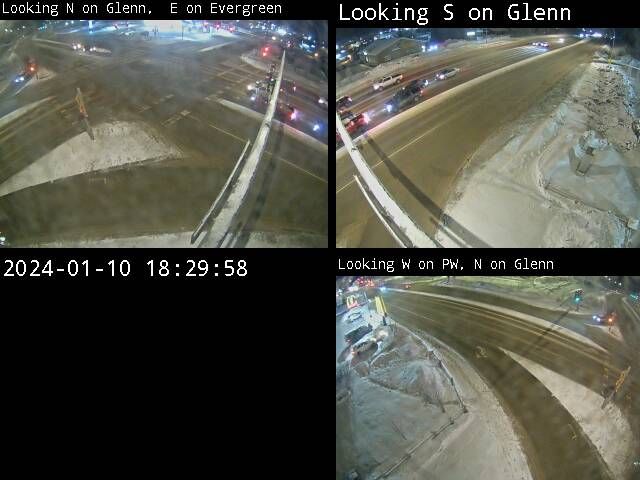 Looking N on Glenn, E on Evergreen
Looking S on Glenn
2024-01-10 18:29:58
Looking W on PW, N on Glenn